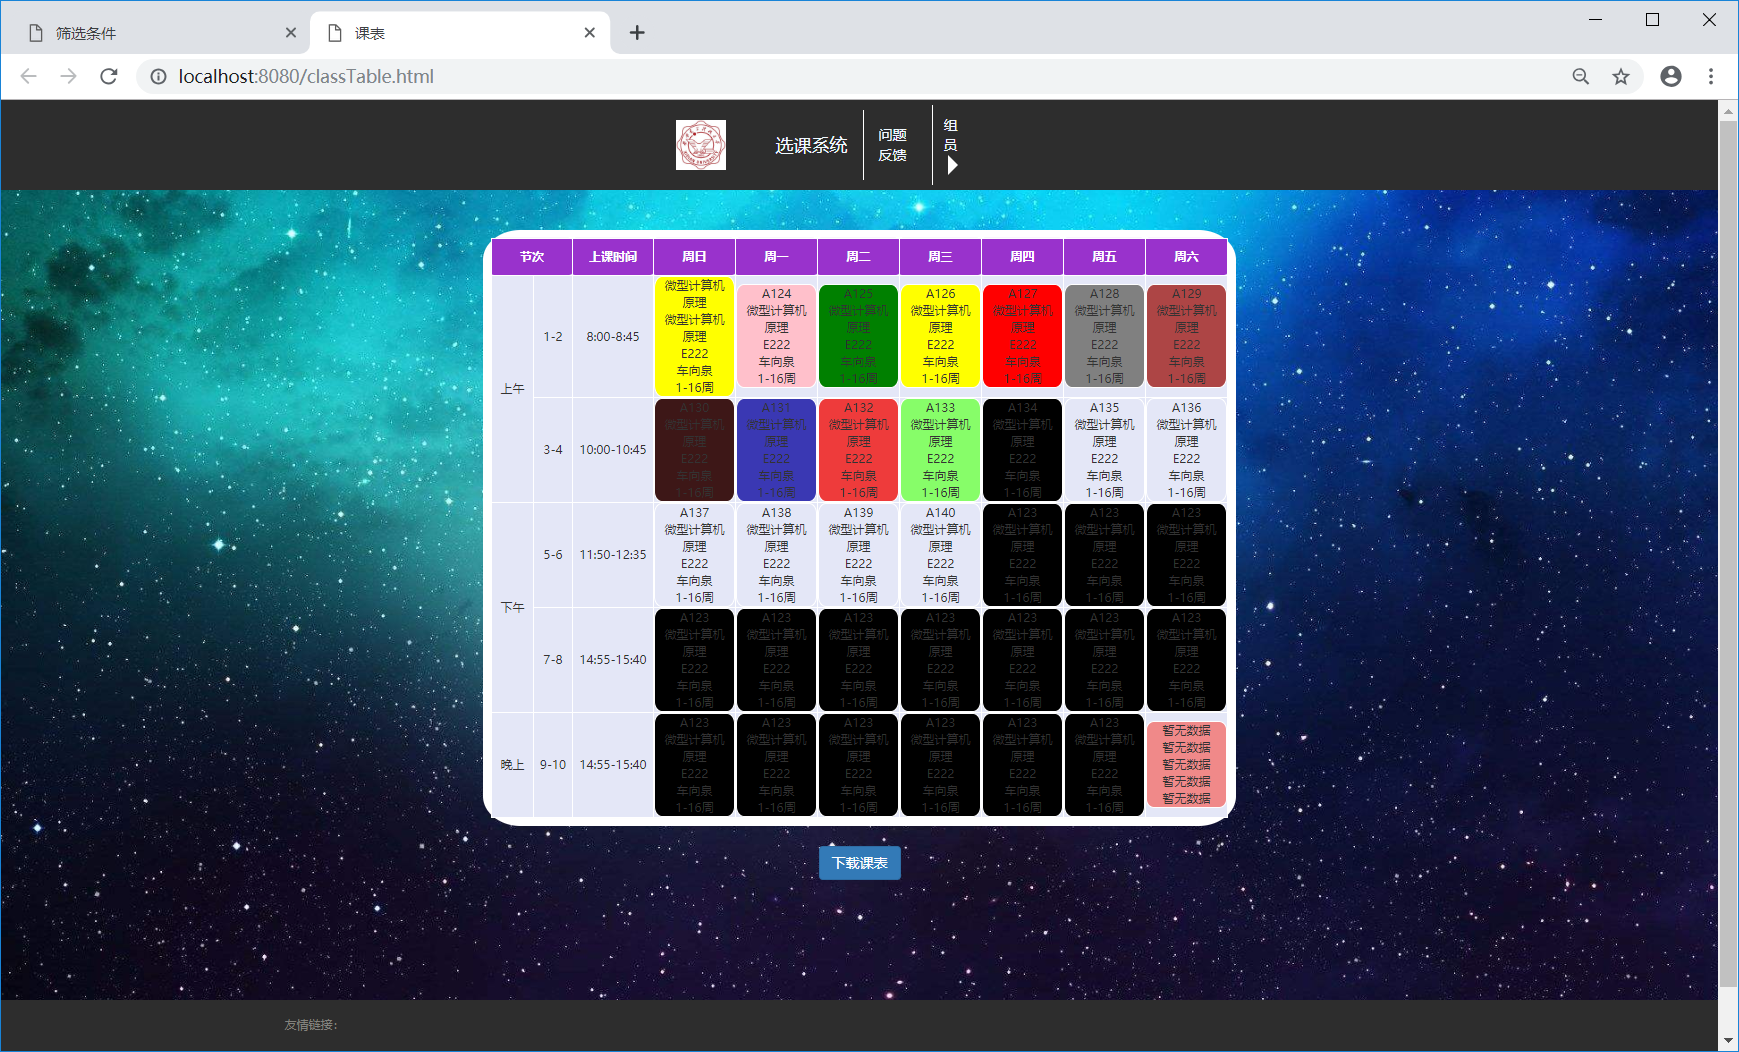 筛选条件
课表
localhost:8080/classTable.html
选课系统
问题
反馈
组
员
节次 上课时间 周日 周一 周二 周三 周四 周五 周六
上午
1-2 8:00-8:45
微型计算机
原理
微型计算机
原理
E222
车向泉
1-16周
A124
微型计算机
原理
E222
车向泉
1-16周
A125
微型计算机
原理
E222
车向泉
1-16周
A126
微型计算机
原理
E222
车向泉
1-16周
A127
微型计算机
原理
E222
车向泉
1-16周
A128
微型计算机
原理
E222
车向泉
1-16周
A129
微型计算机
原理
E222
车向泉
1-16周
3-4 10:00-10:45
A130
微型计算机
原理
E222
车向泉
1-16周
A131
微型计算机
原理
E222
车向泉
1-16周
A132
微型计算机
原理
E222
车向泉
1-16周
A133
微型计算机
原理
E222
车向泉
1-16周
A134
微型计算机
原理
E222
车向泉
1-16周
A135
微型计算机
原理
E222
车向泉
1-16周
A136
微型计算机
原理
E222
车向泉
1-16周
下午
5-6 11:50-12:35
A137
微型计算机
原理
E222
车向泉
1-16周
A138
微型计算机
原理
E222
车向泉
1-16周
A139
微型计算机
原理
E222
车向泉
1-16周
A140
微型计算机
原理
E222
车向泉
1-16周
A123
微型计算机
原理
E222
车向泉
1-16周
A123
微型计算机
原理
E222
车向泉
1-16周
A123
微型计算机
原理
E222
车向泉
1-16周
7-8 14:55-15:40
A123
微型计算机
原理
E222
车向泉
1-16周
A123
微型计算机
原理
E222
车向泉
1-16周
A123
微型计算机
原理
E222
车向泉
1-16周
A123
微型计算机
原理
E222
车向泉
1-16周
A123
微型计算机
原理
E222
车向泉
1-16周
A123
微型计算机
原理
E222
车向泉
1-16周
A123
微型计算机
原理
E222
车向泉
1-16周
晚上
9-10 14:55-15:40
A123
微型计算机
原理
E222
车向泉
1-16周
A123
微型计算机
原理
E222
车向泉
1-16周
A123
微型计算机
原理
E222
车向泉
1-16周
A123
微型计算机
原理
E222
车向泉
1-16周
A123
微型计算机
原理
E222
车向泉
1-16周
A123
微型计算机
原理
E222
车向泉
1-16周
暂无数据
暂无数据
暂无数据
暂无数据
暂无数据
下载课表
友情链接：